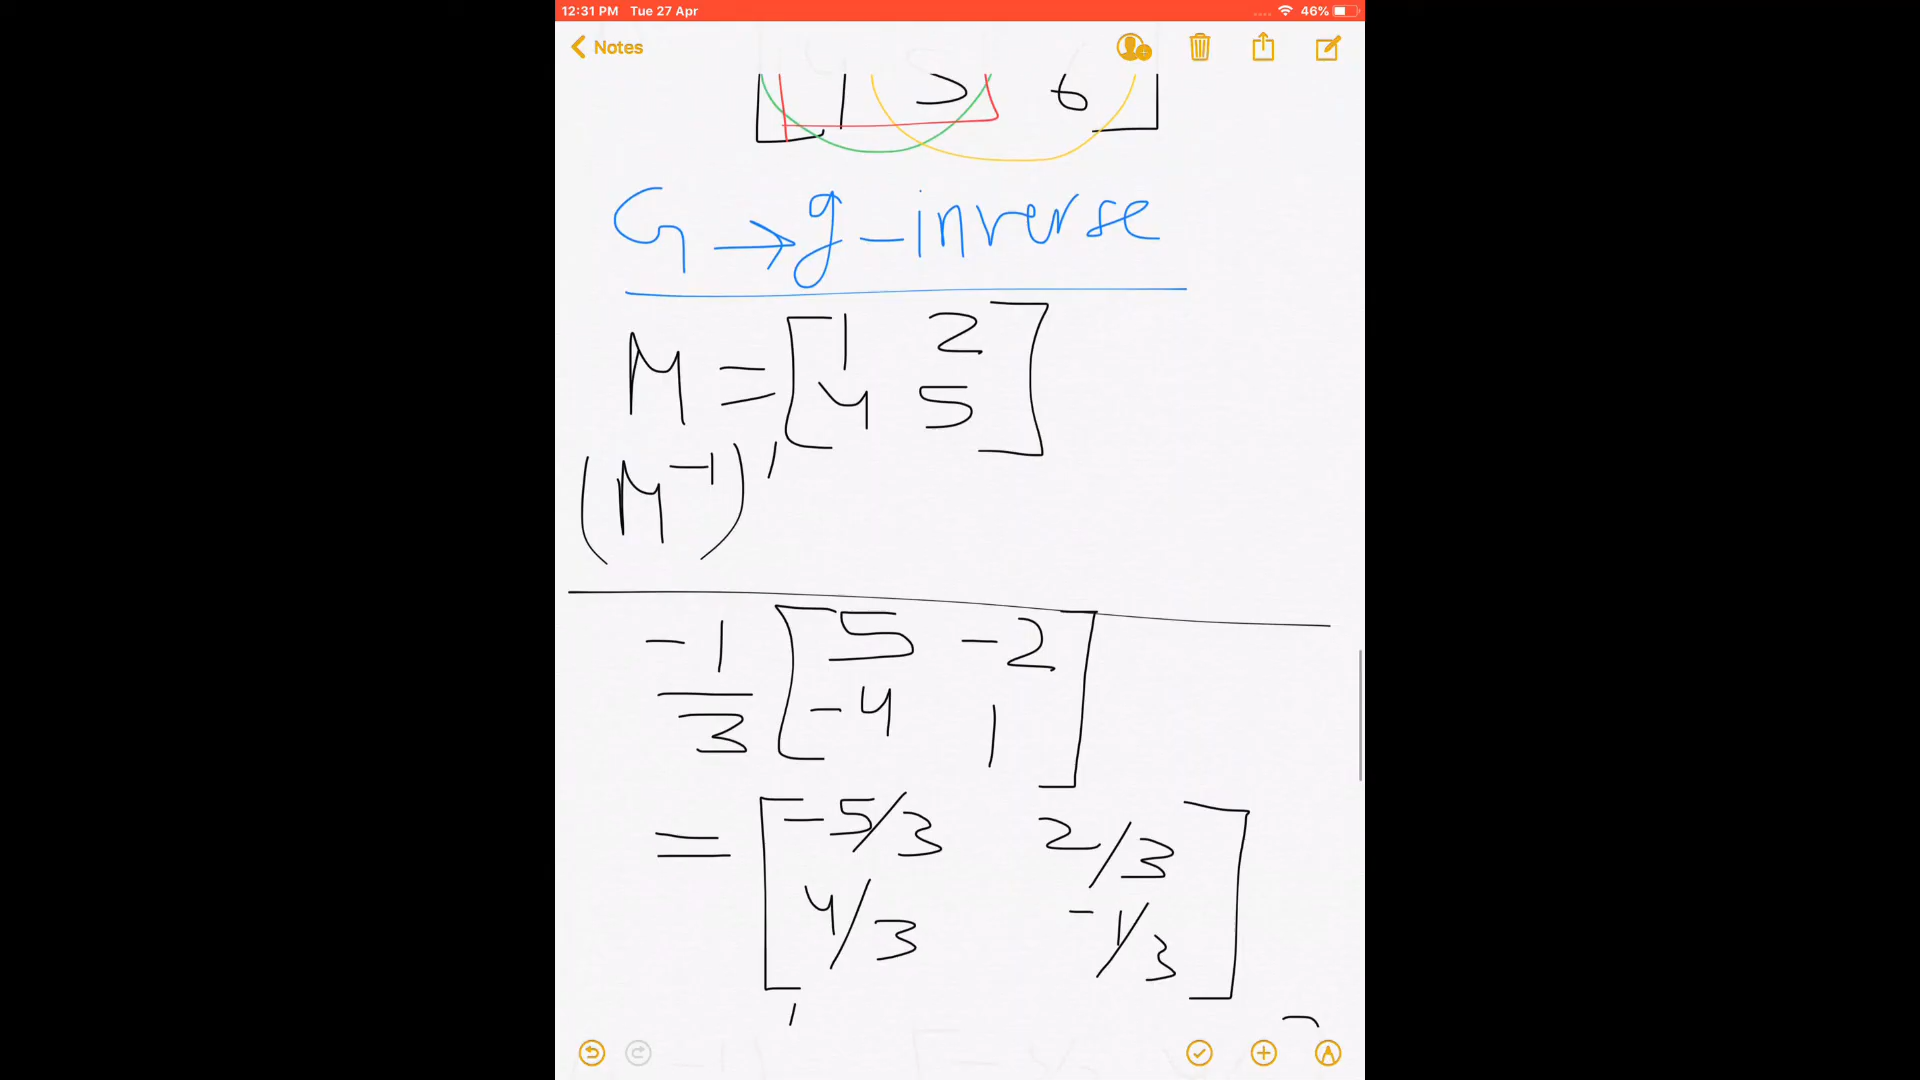 12:31 PM Tue 27 Apr 46%
Notes
5 6
G → g-inverse
M = [1 2
4 5]
(M⁻¹)'
-1/3 [5 -2
-4 1]
= [-5/3 2/3
4/3 -1/3]